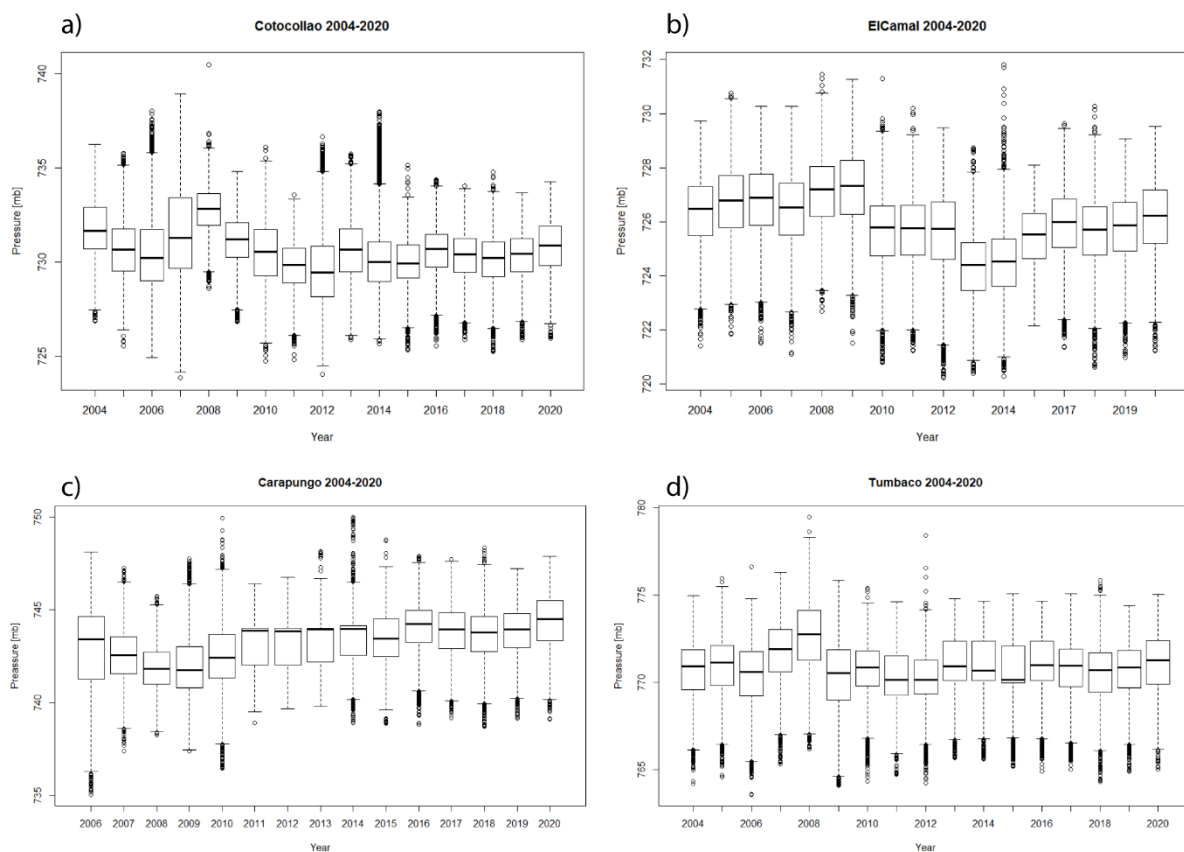 a)
Cotocollao 2004-2020
Pressure [mb]
740
735
730
725
2004 2006 2008 2010 2012 2014 2016 2018 2020
Year
b)
ElCamal 2004-2020
Pressure [mb]
732
730
728
726
724
722
720
2004 2006 2008 2010 2012 2014 2017 2019
Year
c)
Carapungo 2004-2020
Preassure [mb]
750
745
740
735
2006 2007 2008 2009 2010 2011 2012 2013 2014 2015 2016 2017 2018 2019 2020
Year
d)
Tumbaco 2004-2020
Preassure [mb]
780
775
770
765
2004 2006 2008 2010 2012 2014 2016 2018 2020
Year